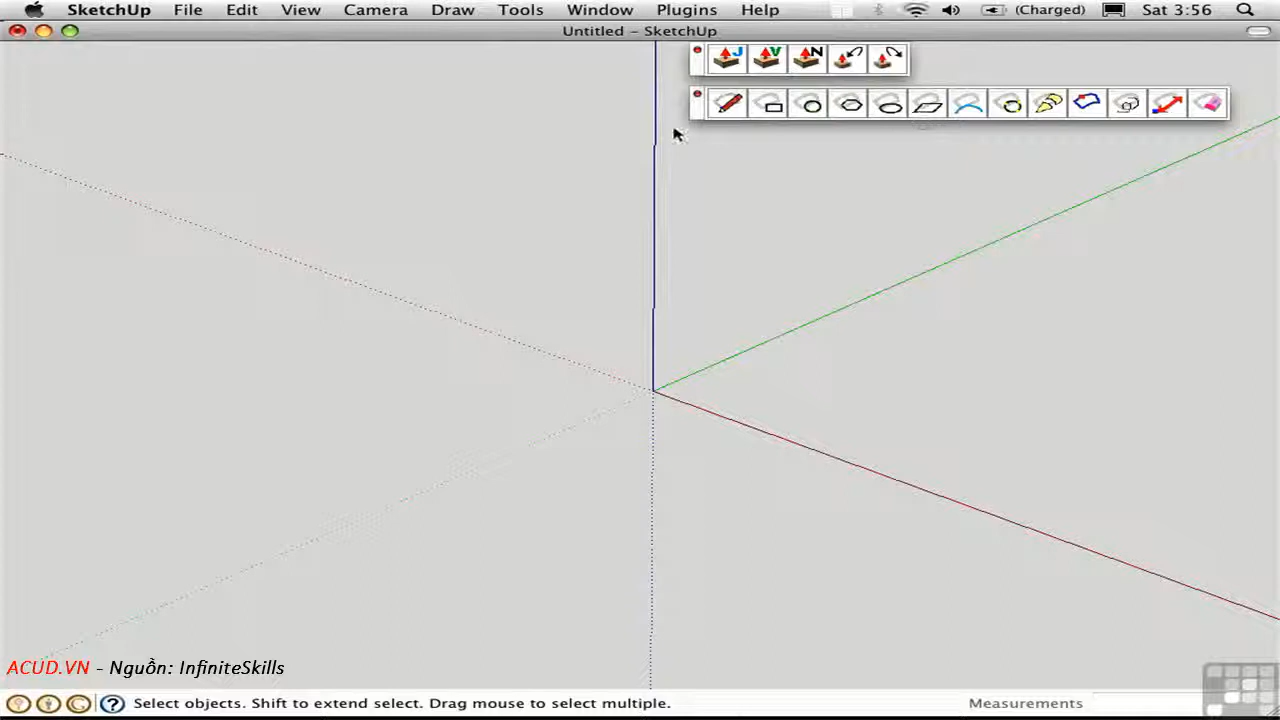 SketchUp File Edit View Camera Draw Tools Window Plugins Help (Charged) Sat 3:56
Untitled – SketchUp
J V N
ACUD.VN - Nguồn: InfiniteSkills
Select objects. Shift to extend select. Drag mouse to select multiple. Measurements